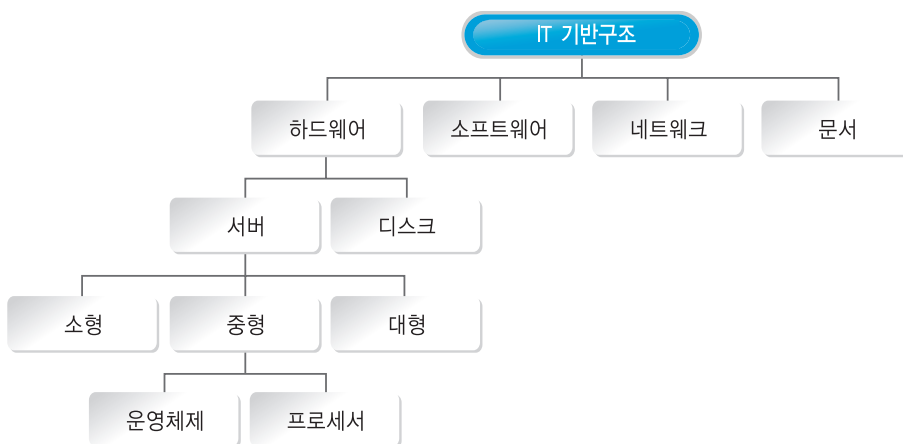 IT 기반구조
하드웨어
소프트웨어
네트워크
문서
서버
디스크
소형
중형
대형
운영체제
프로세서